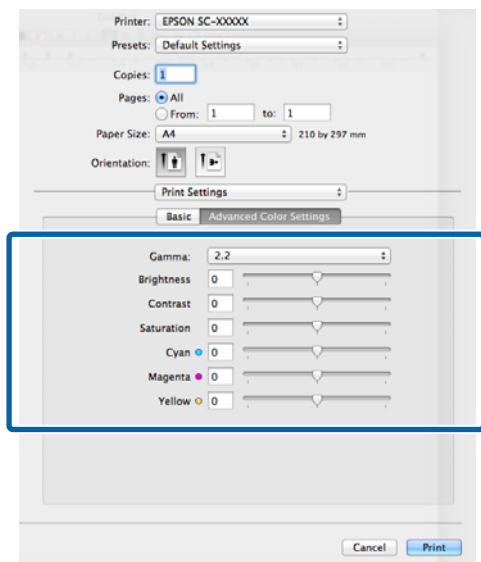 Printer: EPSON SC-XXXXX
Presets: Default Settings
Copies: 1
Pages: All
From: 1 to: 1
Paper Size: A4 210 by 297 mm
Orientation:
Print Settings
Basic Advanced Color Settings
Gamma: 2.2
Brightness 0
Contrast 0
Saturation 0
Cyan 0
Magenta 0
Yellow 0
Cancel Print